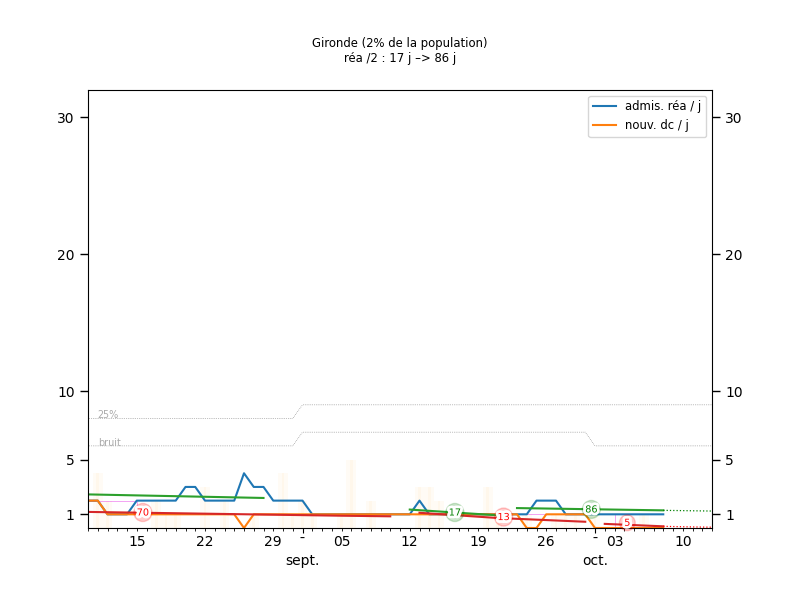 Gironde (2% de la population)
réa /2 : 17 j –> 86 j
admis. réa / j
nouv. dc / j
30 30
20 20
10 10
25%
bruit
5 5
1 1
70 17 13 86 5
15 22 29 - 05 12 19 26 - 03 10
sept. oct.